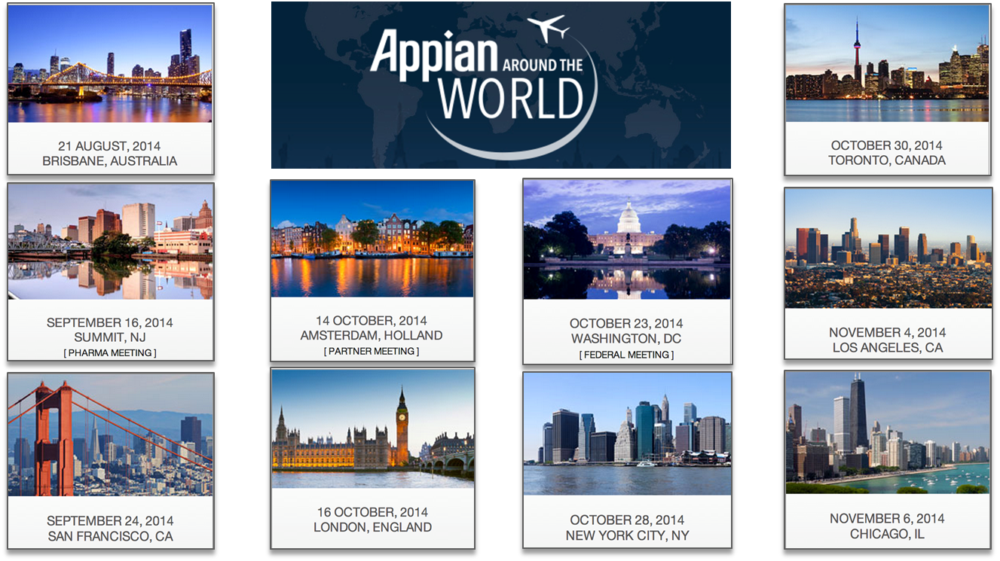 Appian AROUND THE
WORLD
21 AUGUST, 2014
BRISBANE, AUSTRALIA
SEPTEMBER 16, 2014
SUMMIT, NJ
[ PHARMA MEETING ]
SEPTEMBER 24, 2014
SAN FRANCISCO, CA
14 OCTOBER, 2014
AMSTERDAM, HOLLAND
[ PARTNER MEETING ]
16 OCTOBER, 2014
LONDON, ENGLAND
OCTOBER 23, 2014
WASHINGTON, DC
[ FEDERAL MEETING ]
OCTOBER 28, 2014
NEW YORK CITY, NY
OCTOBER 30, 2014
TORONTO, CANADA
NOVEMBER 4, 2014
LOS ANGELES, CA
NOVEMBER 6, 2014
CHICAGO, IL